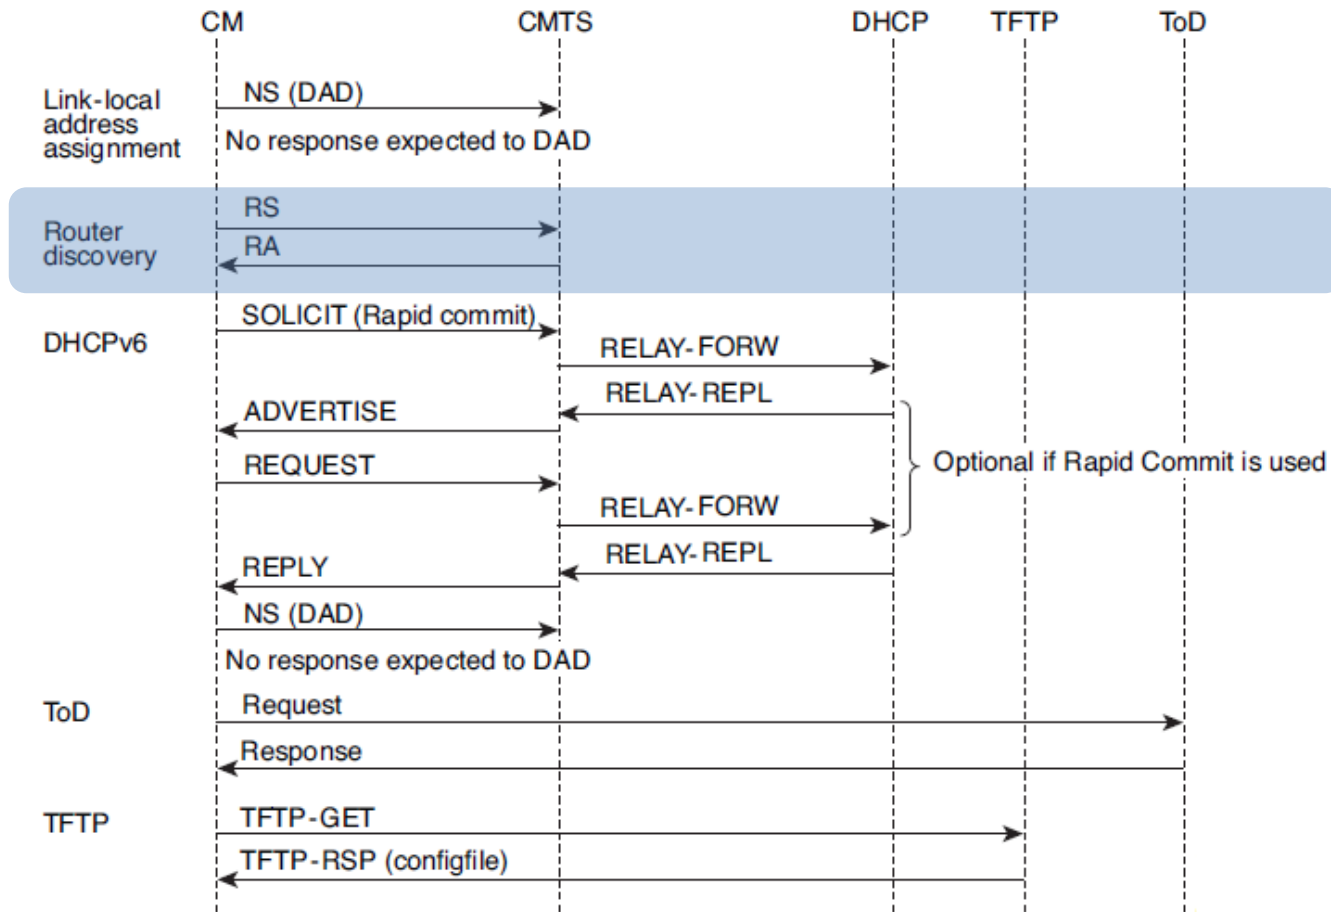 CM CMTS DHCP TFTP ToD
NS (DAD)
Link-local
address
assignment
No response expected to DAD
RS
Router
discovery
RA
SOLICIT (Rapid commit)
DHCPv6
RELAY-FORW
RELAY-REPL
ADVERTISE
REQUEST
Optional if Rapid Commit is used
RELAY-FORW
RELAY-REPL
REPLY
NS (DAD)
No response expected to DAD
ToD
Request
Response
TFTP
TFTP-GET
TFTP-RSP (configfile)